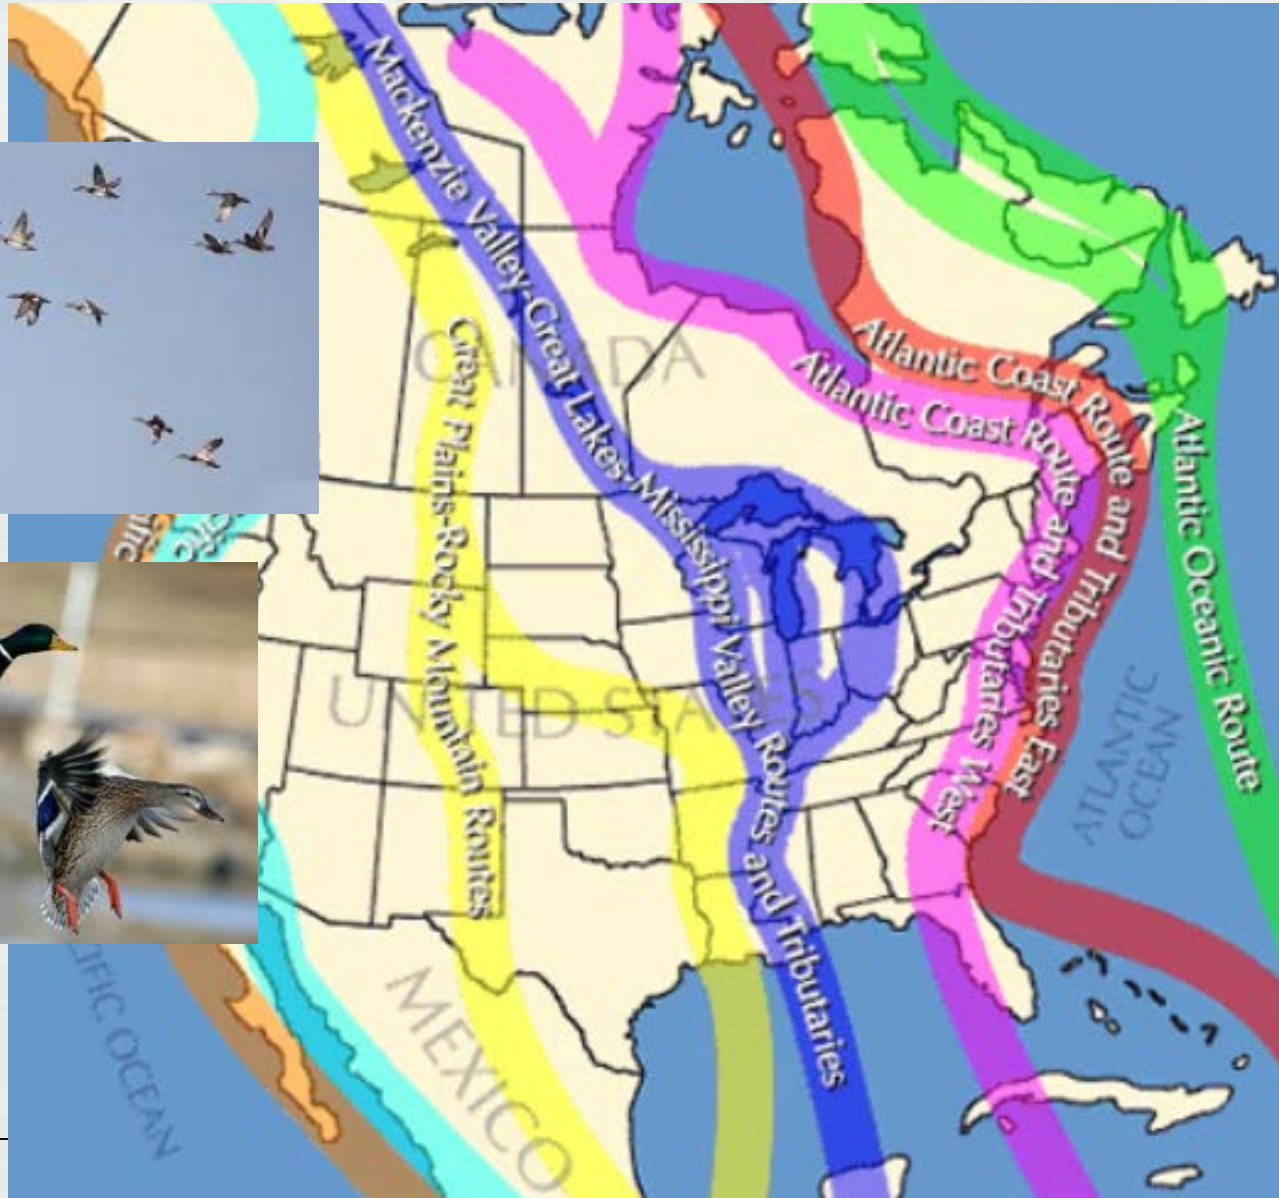 Mackenzie Valley-Great Lakes-Mississippi Valley Routes and Tributaries
Great Plains-Rocky Mountain Routes
CANADA
Atlantic Coast Route and Tributaries East
Atlantic Coast Route and Tributaries West
Atlantic Oceanic Route
UNITED STATES
ATLANTIC
OCEAN
MEXICO
OCEAN